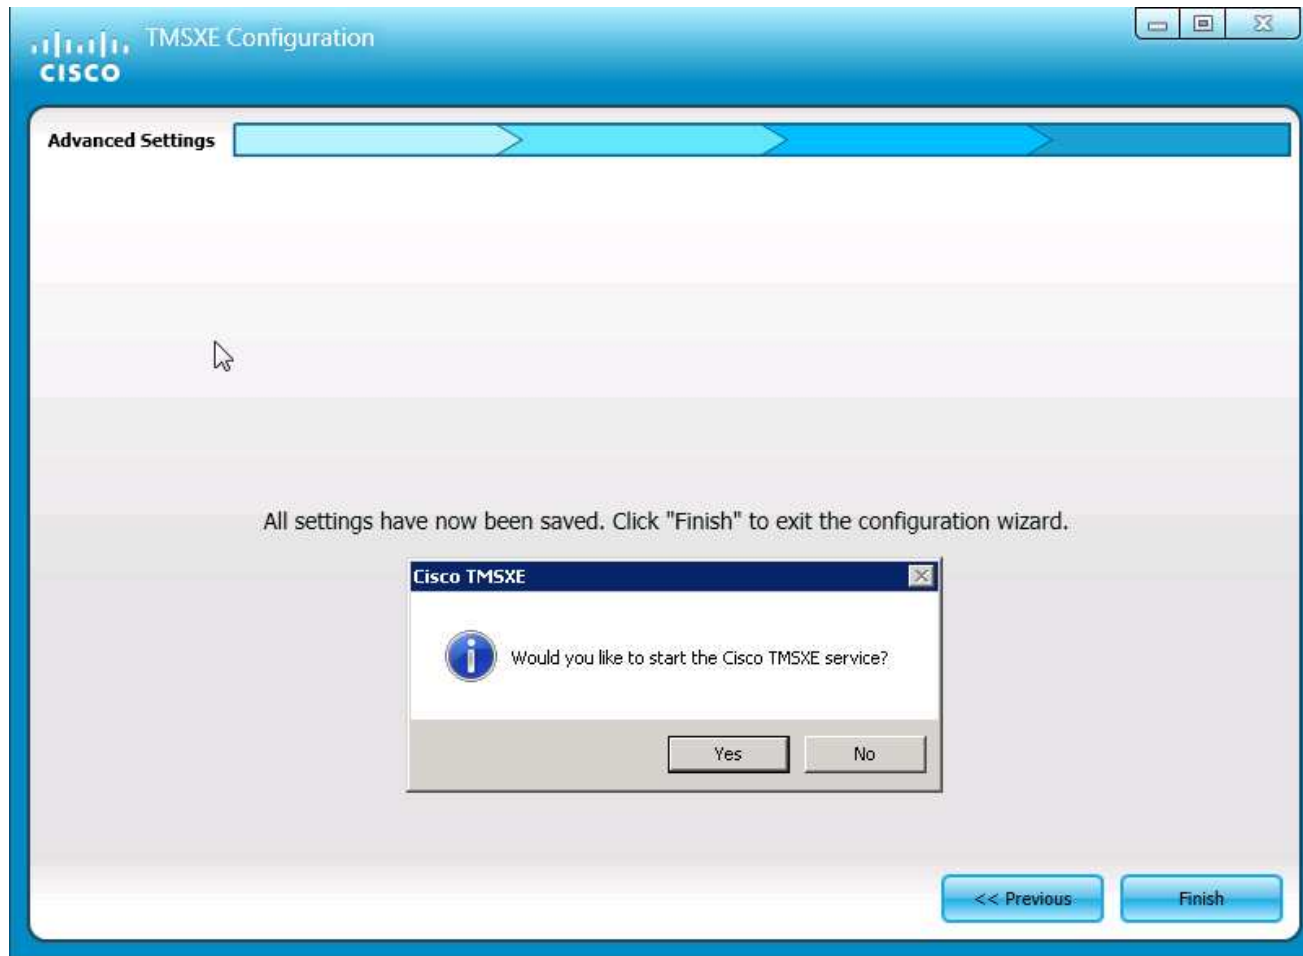 TMSXE Configuration
CISCO
Advanced Settings
All settings have now been saved. Click "Finish" to exit the configuration wizard.
Cisco TMSXE
Would you like to start the Cisco TMSXE service?
Yes
No
<< Previous
Finish